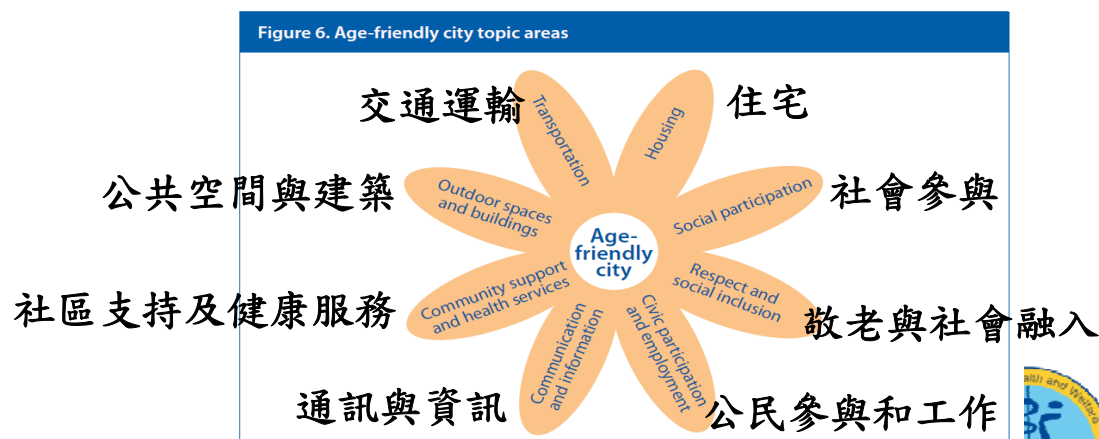 Figure 6. Age-friendly city topic areas
交通運輸
Transportation
Housing
住宅
公共空間與建築
Outdoor spaces
and buildings
Social participation
社會參與
Age-
friendly
city
社區支持及健康服務
Community support
and health services
Respect and
social inclusion
敬老與社會融入
通訊與資訊
Communication
and information
Civic participation
and employment
公民參與和工作
alth and Welfare